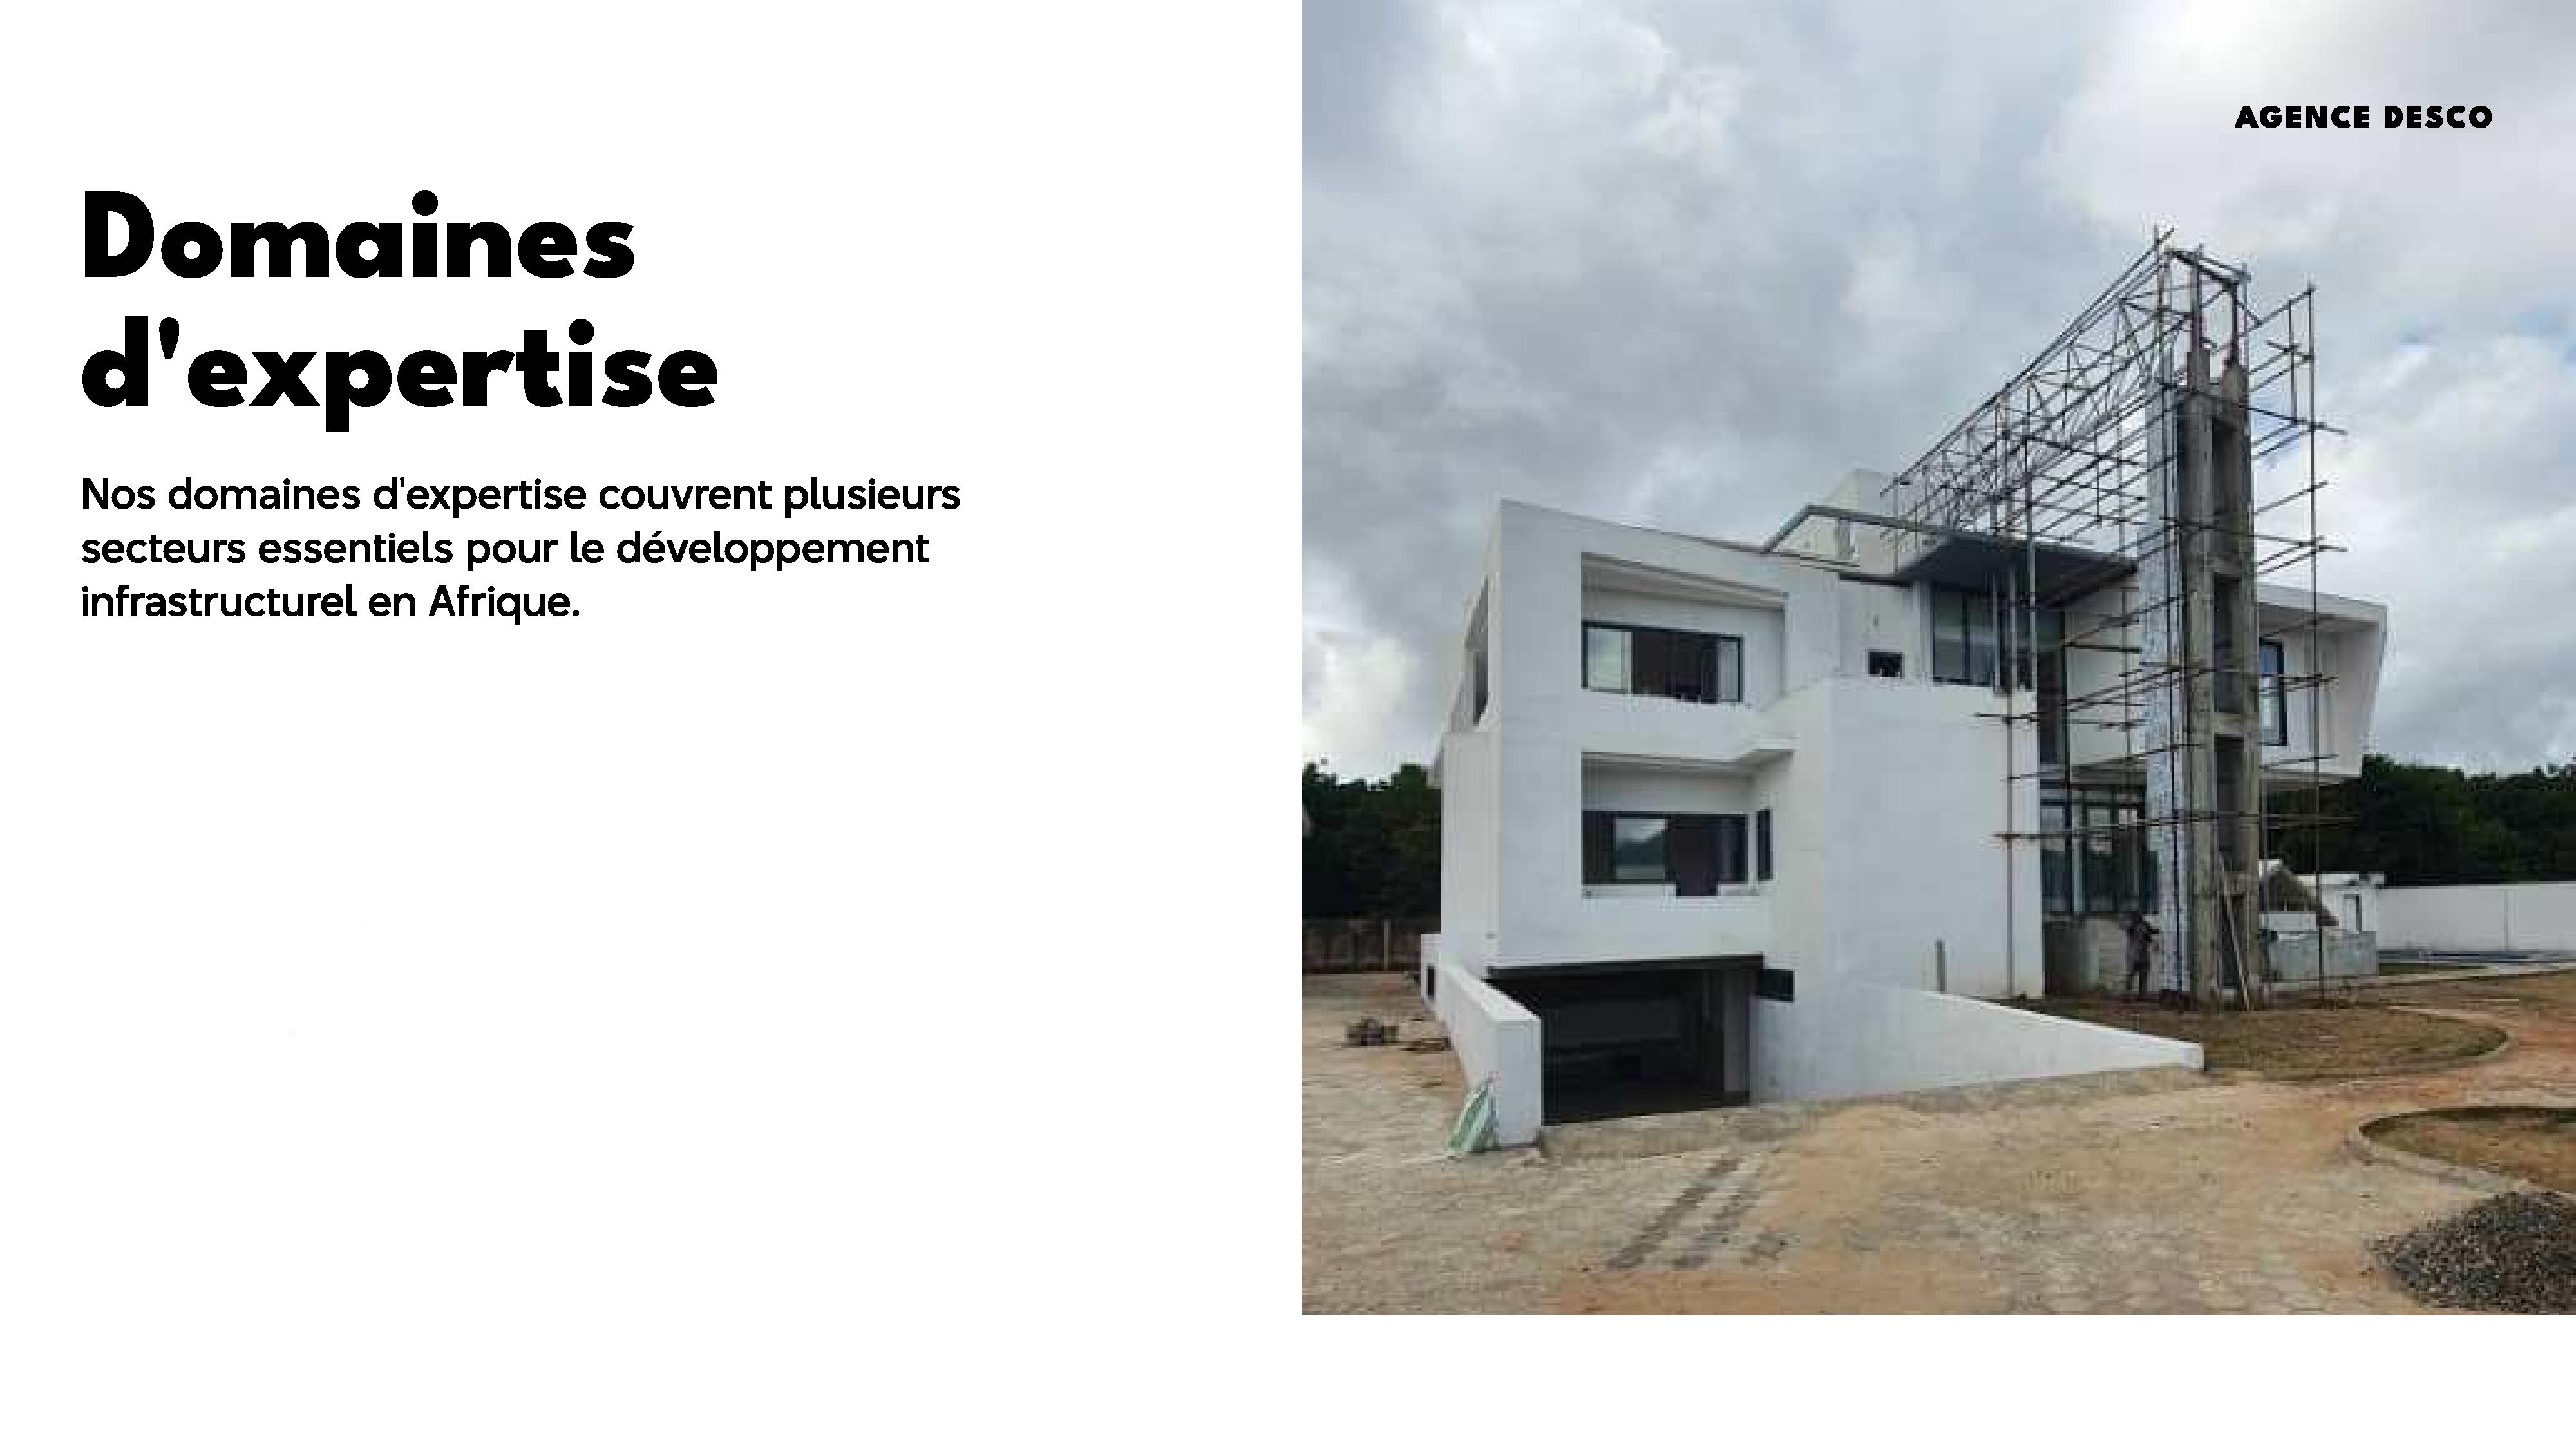 AGENCE DESCO
Domaines
d'expertise
Nos domaines d'expertise couvrent plusieurs
secteurs essentiels pour le développement
infrastructurel en Afrique.